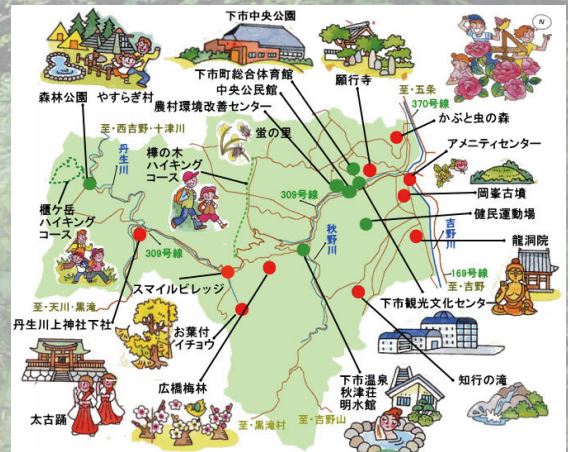 下市中央公園
N
下市町総合体育館
中央公民館
農村環境改善センター
願行寺
至・五条
370号線
かぶと虫の森
アメニティセンター
森林公園 やすらぎ村
至・西吉野・十津川
丹生川
蛍の里
樺の木
ハイキング
コース
309号線
岡峯古墳
健民運動場
櫃ケ岳
ハイキング
コース
秋野川
吉野川
龍洞院
309号線
169号線
至・吉野
スマイルビレッジ
至・天川・黒滝
丹生川上神社下社
お葉付
イチョウ
下市観光文化センター
広橋梅林
下市温泉
秋津荘
明水館
知行の滝
太古踊
至・黒滝村
至・吉野山